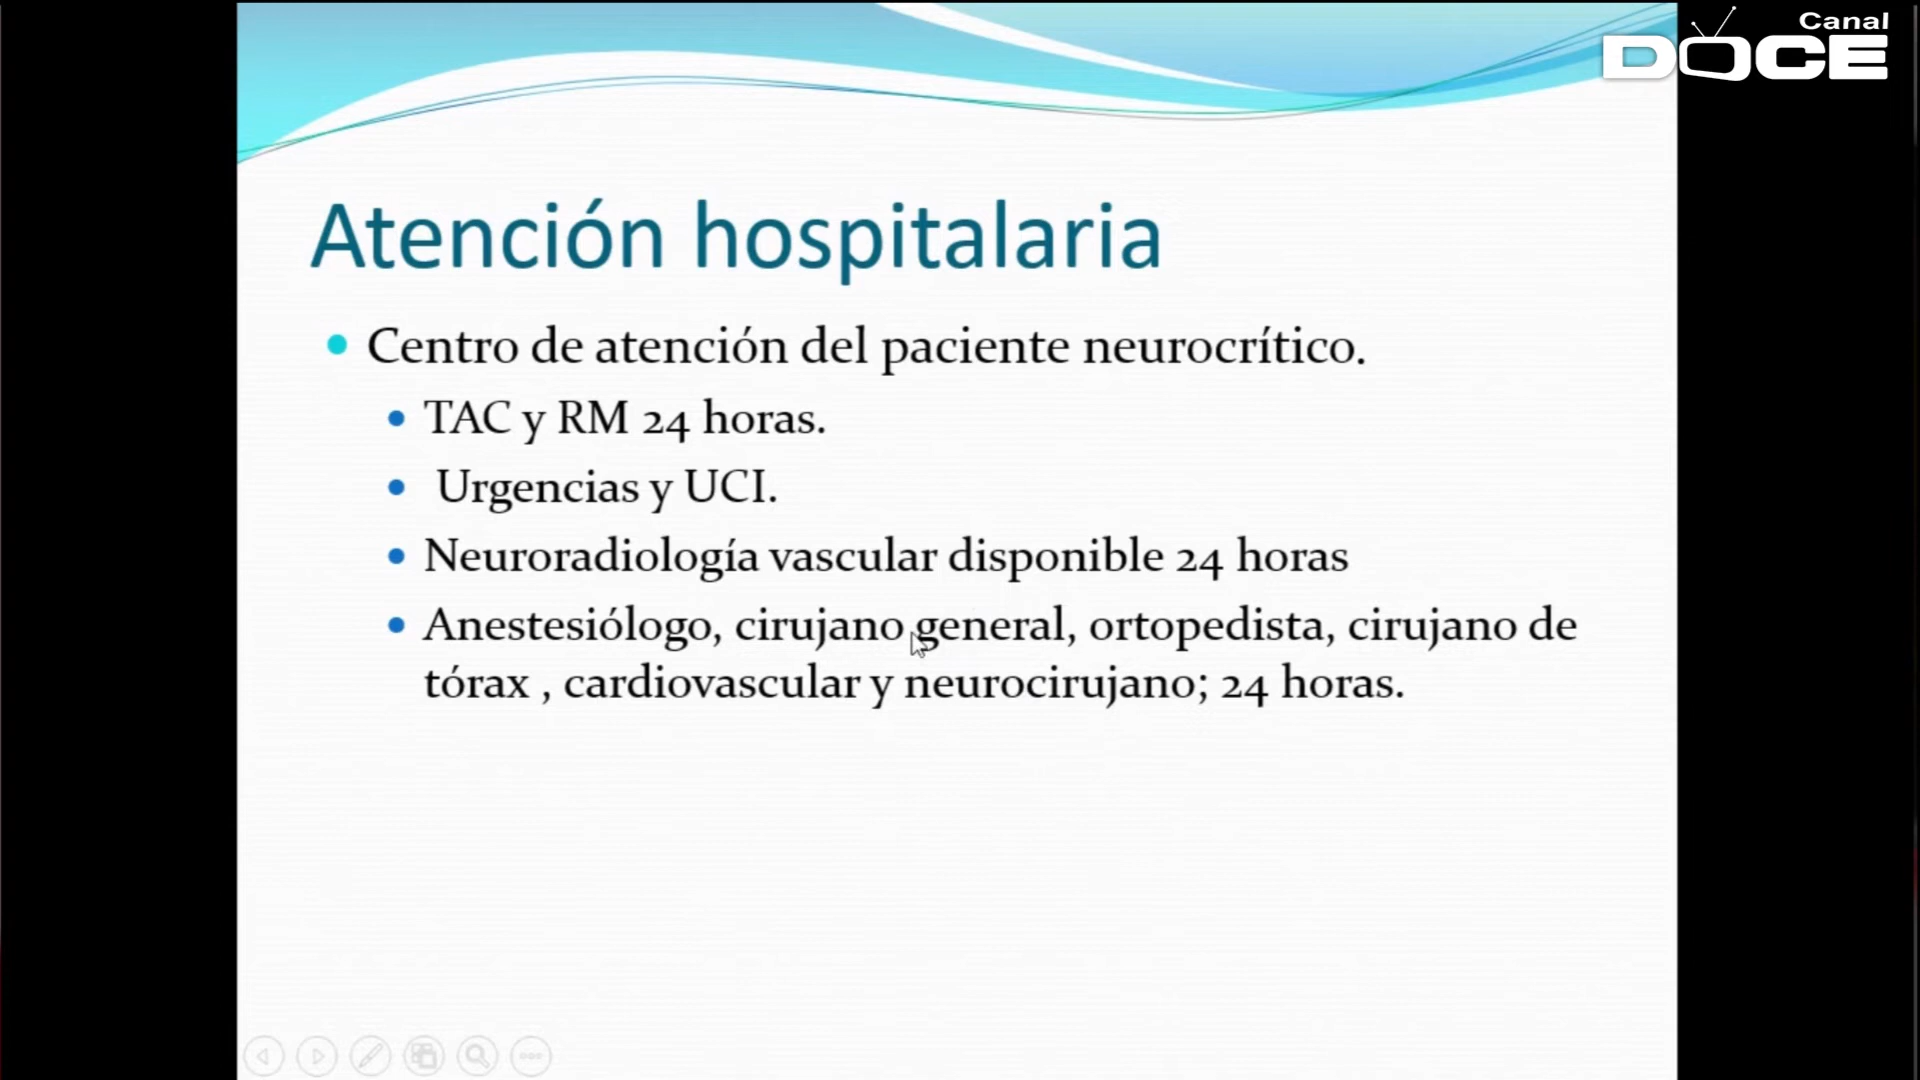 Canal
DOCE
Atención hospitalaria
Centro de atención del paciente neurocrítico.
TAC y RM 24 horas.
Urgencias y UCI.
Neuroradiología vascular disponible 24 horas
Anestesiólogo, cirujano general, ortopedista, cirujano de
tórax , cardiovascular y neurocirujano; 24 horas.